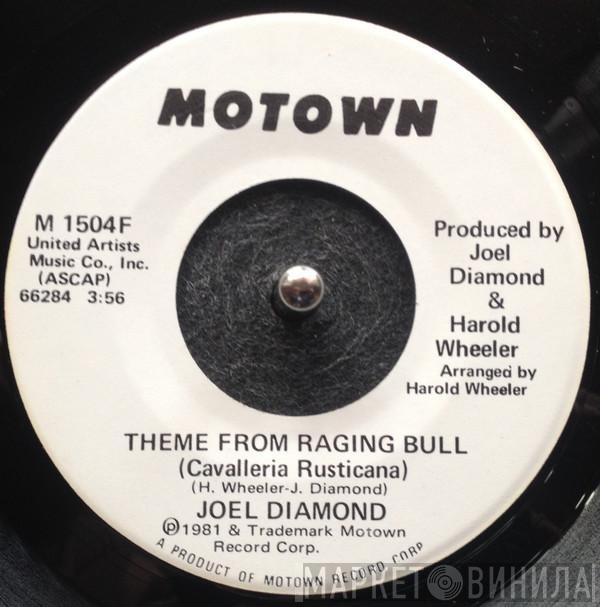 MOTOWN
M 1504F
United Artists
Music Co., Inc.
(ASCAP)
66284 3:56
Produced by
Joel
Diamond
&
Harold
Wheeler
Arranged by
Harold Wheeler
THEME FROM RAGING BULL
(Cavalleria Rusticana)
(H. Wheeler-J. Diamond)
JOEL DIAMOND
℗1981 & Trademark Motown
Record Corp.
A PRODUCT OF MOTOWN RECORD CORP
МАРКЕТ ВИНИЛА